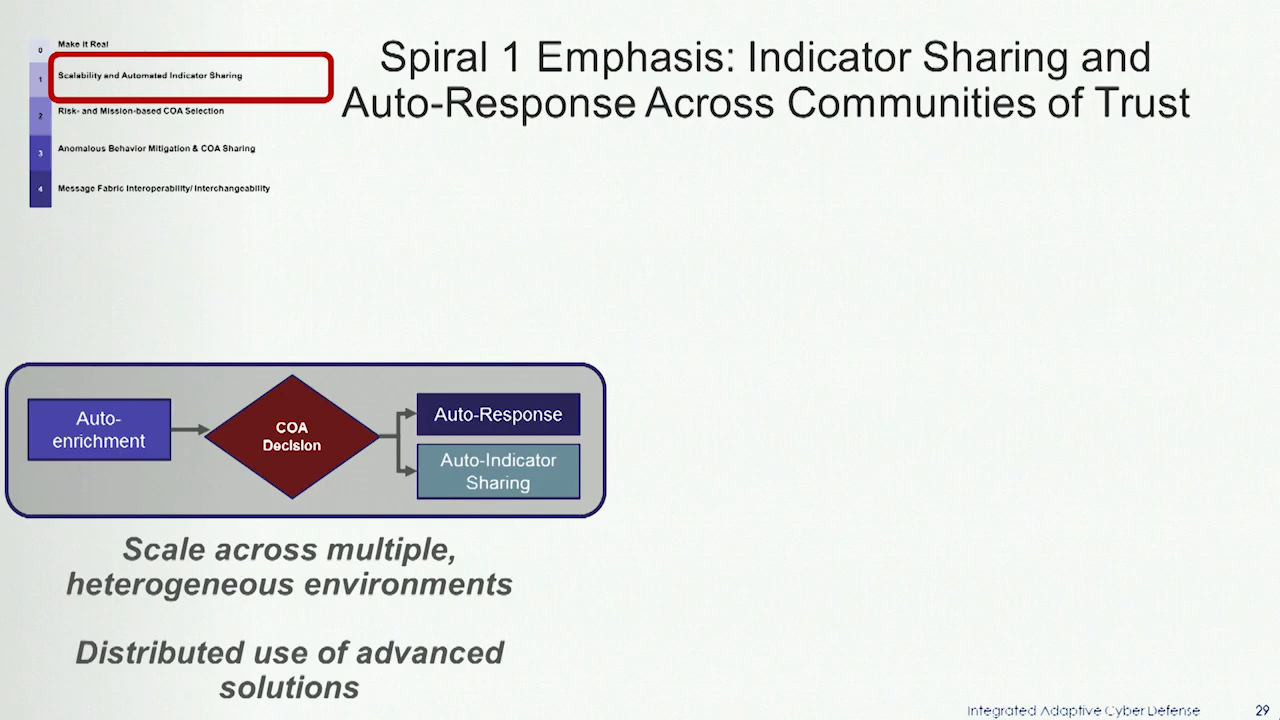 0 Make it Real
1 Scalability and Automated Indicator Sharing
2 Risk- and Mission-based COA Selection
3 Anomalous Behavior Mitigation & COA Sharing
4 Message Fabric Interoperability/ Interchangeability
Spiral 1 Emphasis: Indicator Sharing and
Auto-Response Across Communities of Trust
Auto-
enrichment
COA
Decision
Auto-Response
Auto-Indicator
Sharing
Scale across multiple,
heterogeneous environments
Distributed use of advanced
solutions
Integrated Adaptive Cyber Defense
29